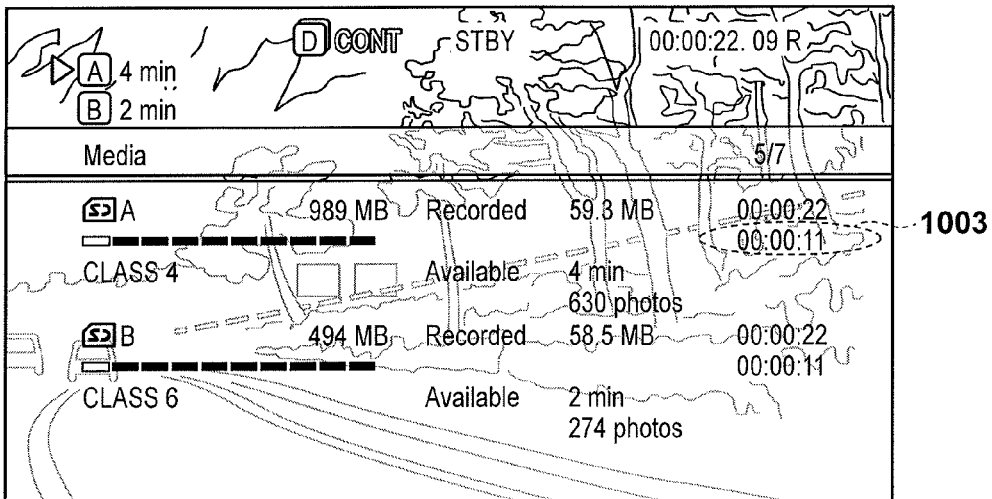 D CONT STBY 00:00:22. 09 R
A 4 min
B 2 min
Media 5/7
A 989 MB Recorded 59.3 MB 00:00:22
00:00:11 1003
CLASS 4 Available 4 min
630 photos
B 494 MB Recorded 58.5 MB 00:00:22
00:00:11
CLASS 6 Available 2 min
274 photos